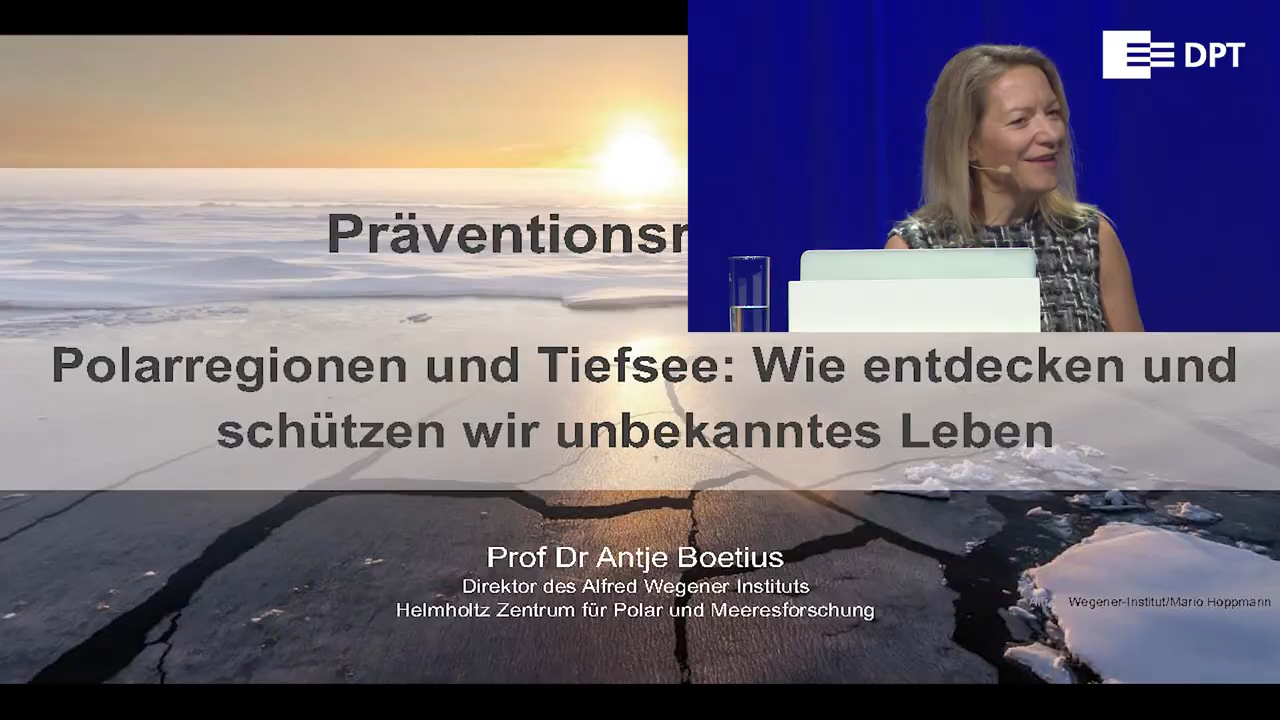 DPT
Präventionsr
Polarregionen und Tiefsee: Wie entdecken und
schützen wir unbekanntes Leben
Prof Dr Antje Boetius
Direktor des Alfred Wegener Instituts
Helmholtz Zentrum für Polar und Meeresforschung
Wegener-Institut/Mario Hoppmann